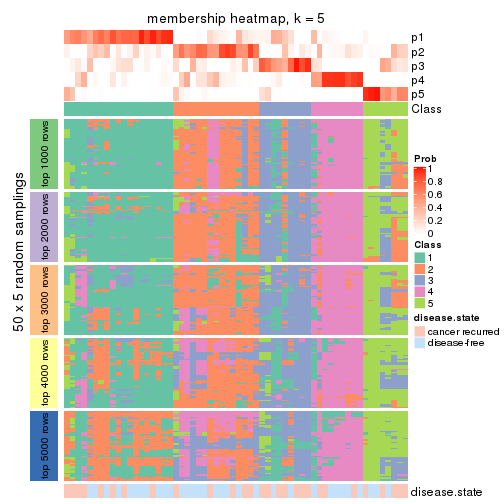 membership heatmap, k = 5
p1
p2
p3
p4
p5
Class
50 x 5 random samplings
top 1000 rows
top 2000 rows
top 3000 rows
top 4000 rows
top 5000 rows
disease.state
Prob
1
0.8
0.6
0.4
0.2
0
Class
1
2
3
4
5
disease.state
cancer recurred
disease-free